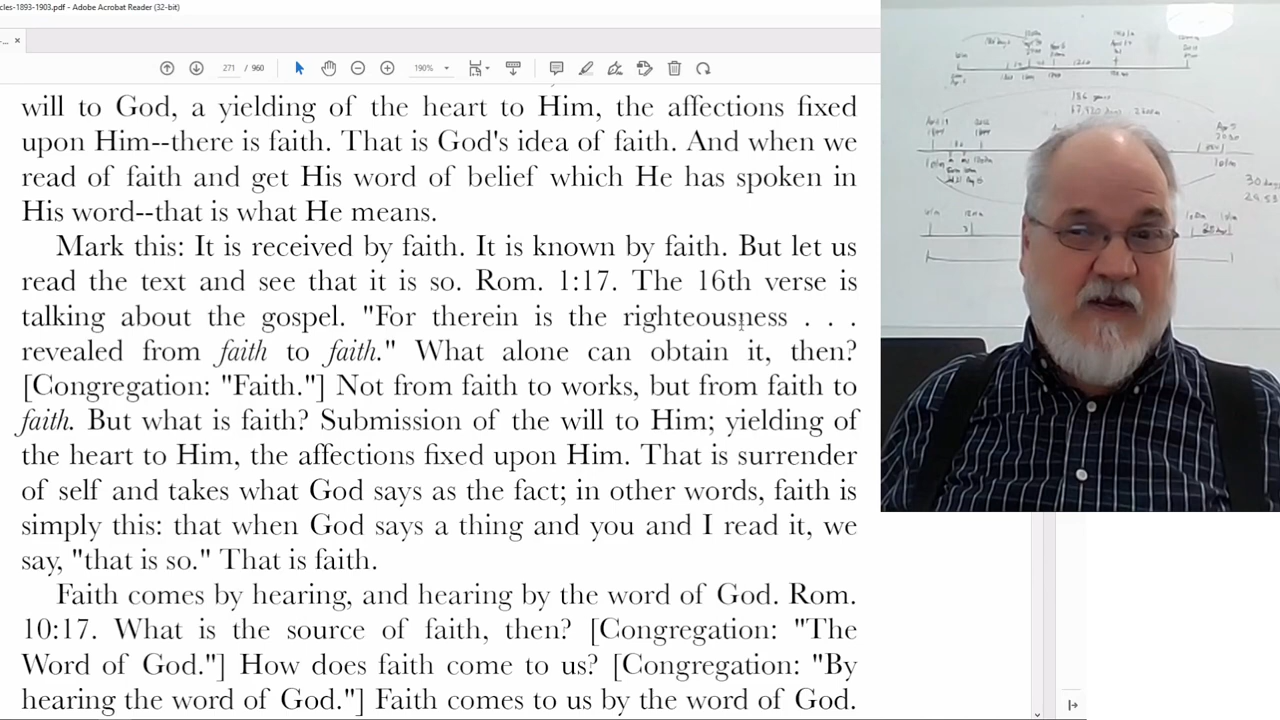 cles-1893-1903.pdf - Adobe Acrobat Reader (32-bit)
271 / 960
190%
will to God, a yielding of the heart to Him, the affections fixed
upon Him--there is faith. That is God's idea of faith. And when we
read of faith and get His word of belief which He has spoken in
His word--that is what He means.
Mark this: It is received by faith. It is known by faith. But let us
read the text and see that it is so. Rom. 1:17. The 16th verse is
talking about the gospel. "For therein is the righteousness . . .
revealed from faith to faith." What alone can obtain it, then?
[Congregation: "Faith."] Not from faith to works, but from faith to
faith. But what is faith? Submission of the will to Him; yielding of
the heart to Him, the affections fixed upon Him. That is surrender
of self and takes what God says as the fact; in other words, faith is
simply this: that when God says a thing and you and I read it, we
say, "that is so." That is faith.
Faith comes by hearing, and hearing by the word of God. Rom.
10:17. What is the source of faith, then? [Congregation: "The
Word of God."] How does faith come to us? [Congregation: "By
hearing the word of God."] Faith comes to us by the word of God.
186 years
30 days